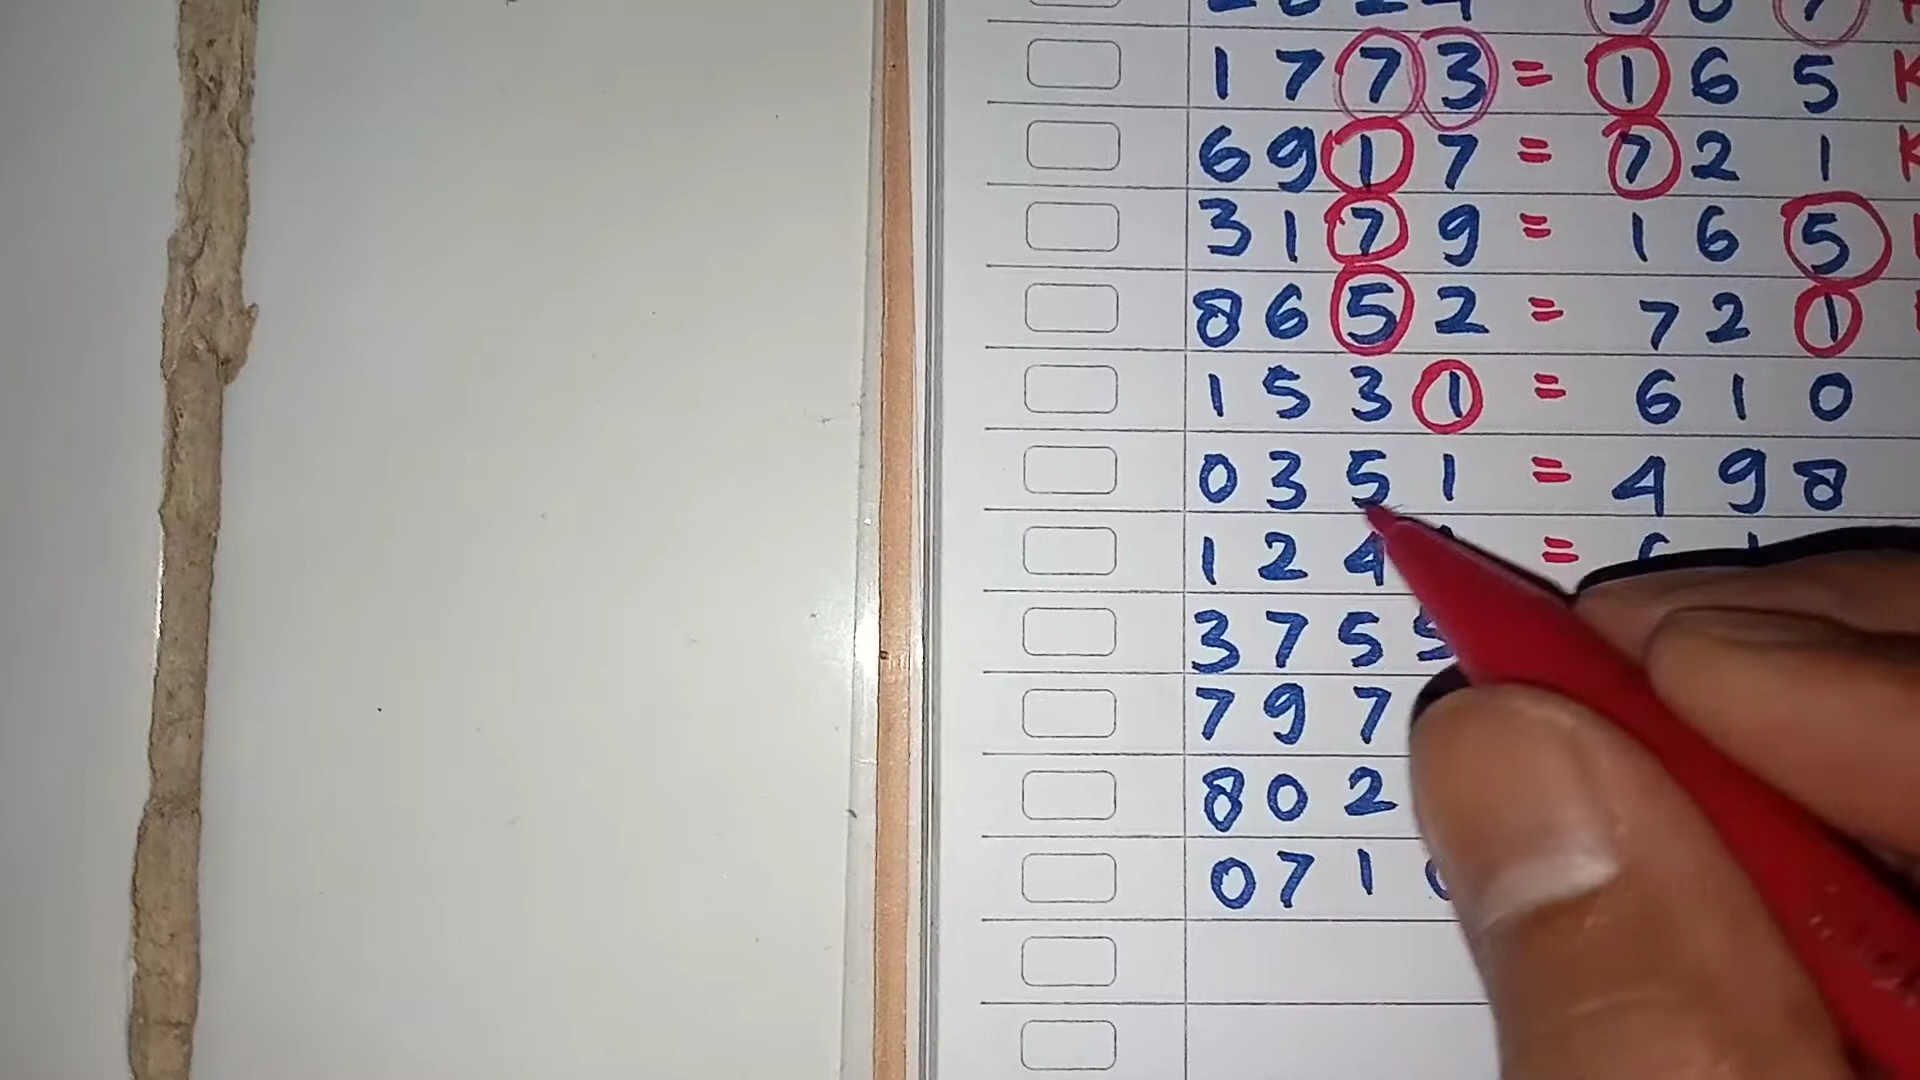 1 7 7 3 = 1 6 5 K
6 9 1 7 = 7 2 1 K
3 1 7 9 = 1 6 5
8 6 5 2 = 7 2 1
1 5 3 1 = 6 1 0
0 3 5 1 = 4 9 8
1 2 4 =
3 7 5 5
7 9 7
8 0 2
0 7 1